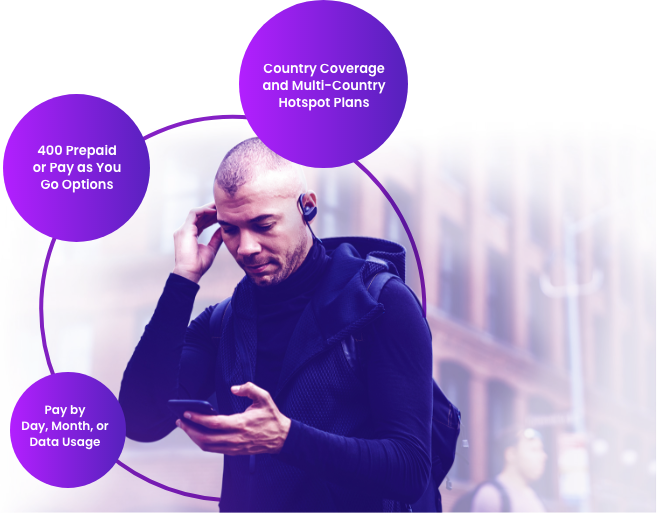 Country Coverage
and Multi-Country
Hotspot Plans
400 Prepaid
or Pay as You
Go Options
Pay by
Day, Month, or
Data Usage